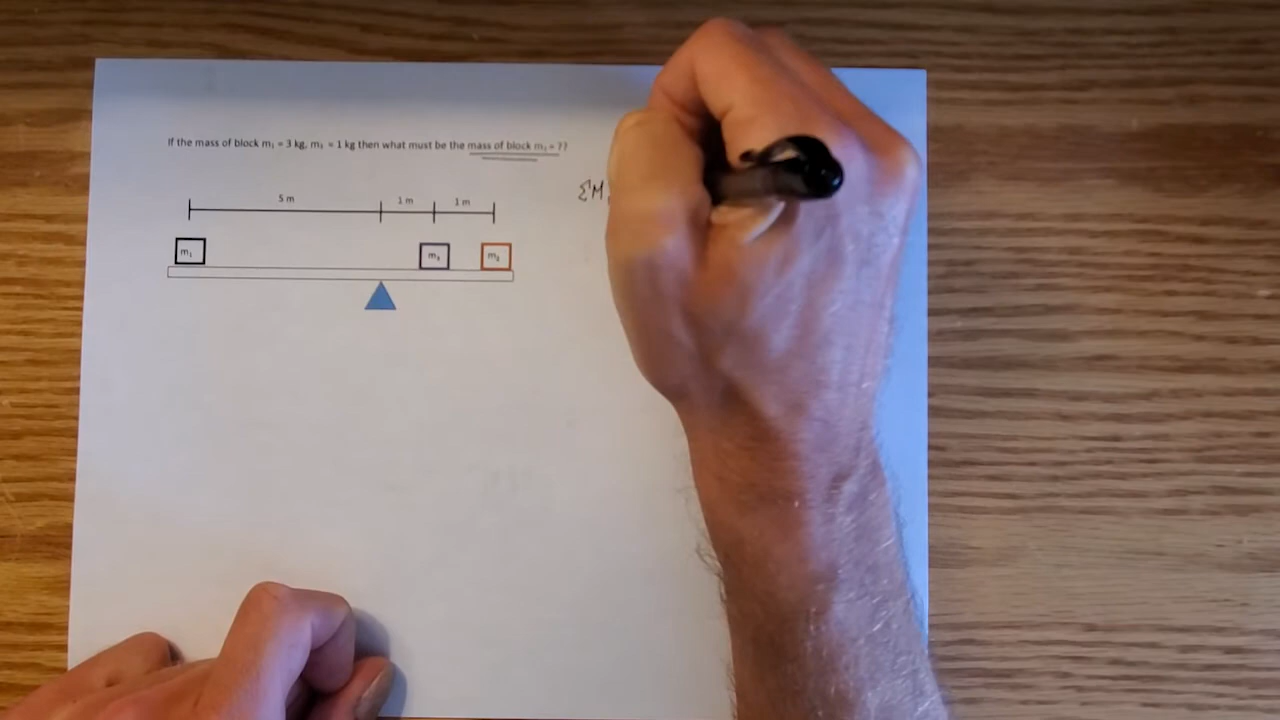 If the mass of block m₁ = 3 kg, m₃ = 1 kg then what must be the mass of block m₂ = ??
5 m 1 m 1 m
ΣM
m₁ m₃ m₂